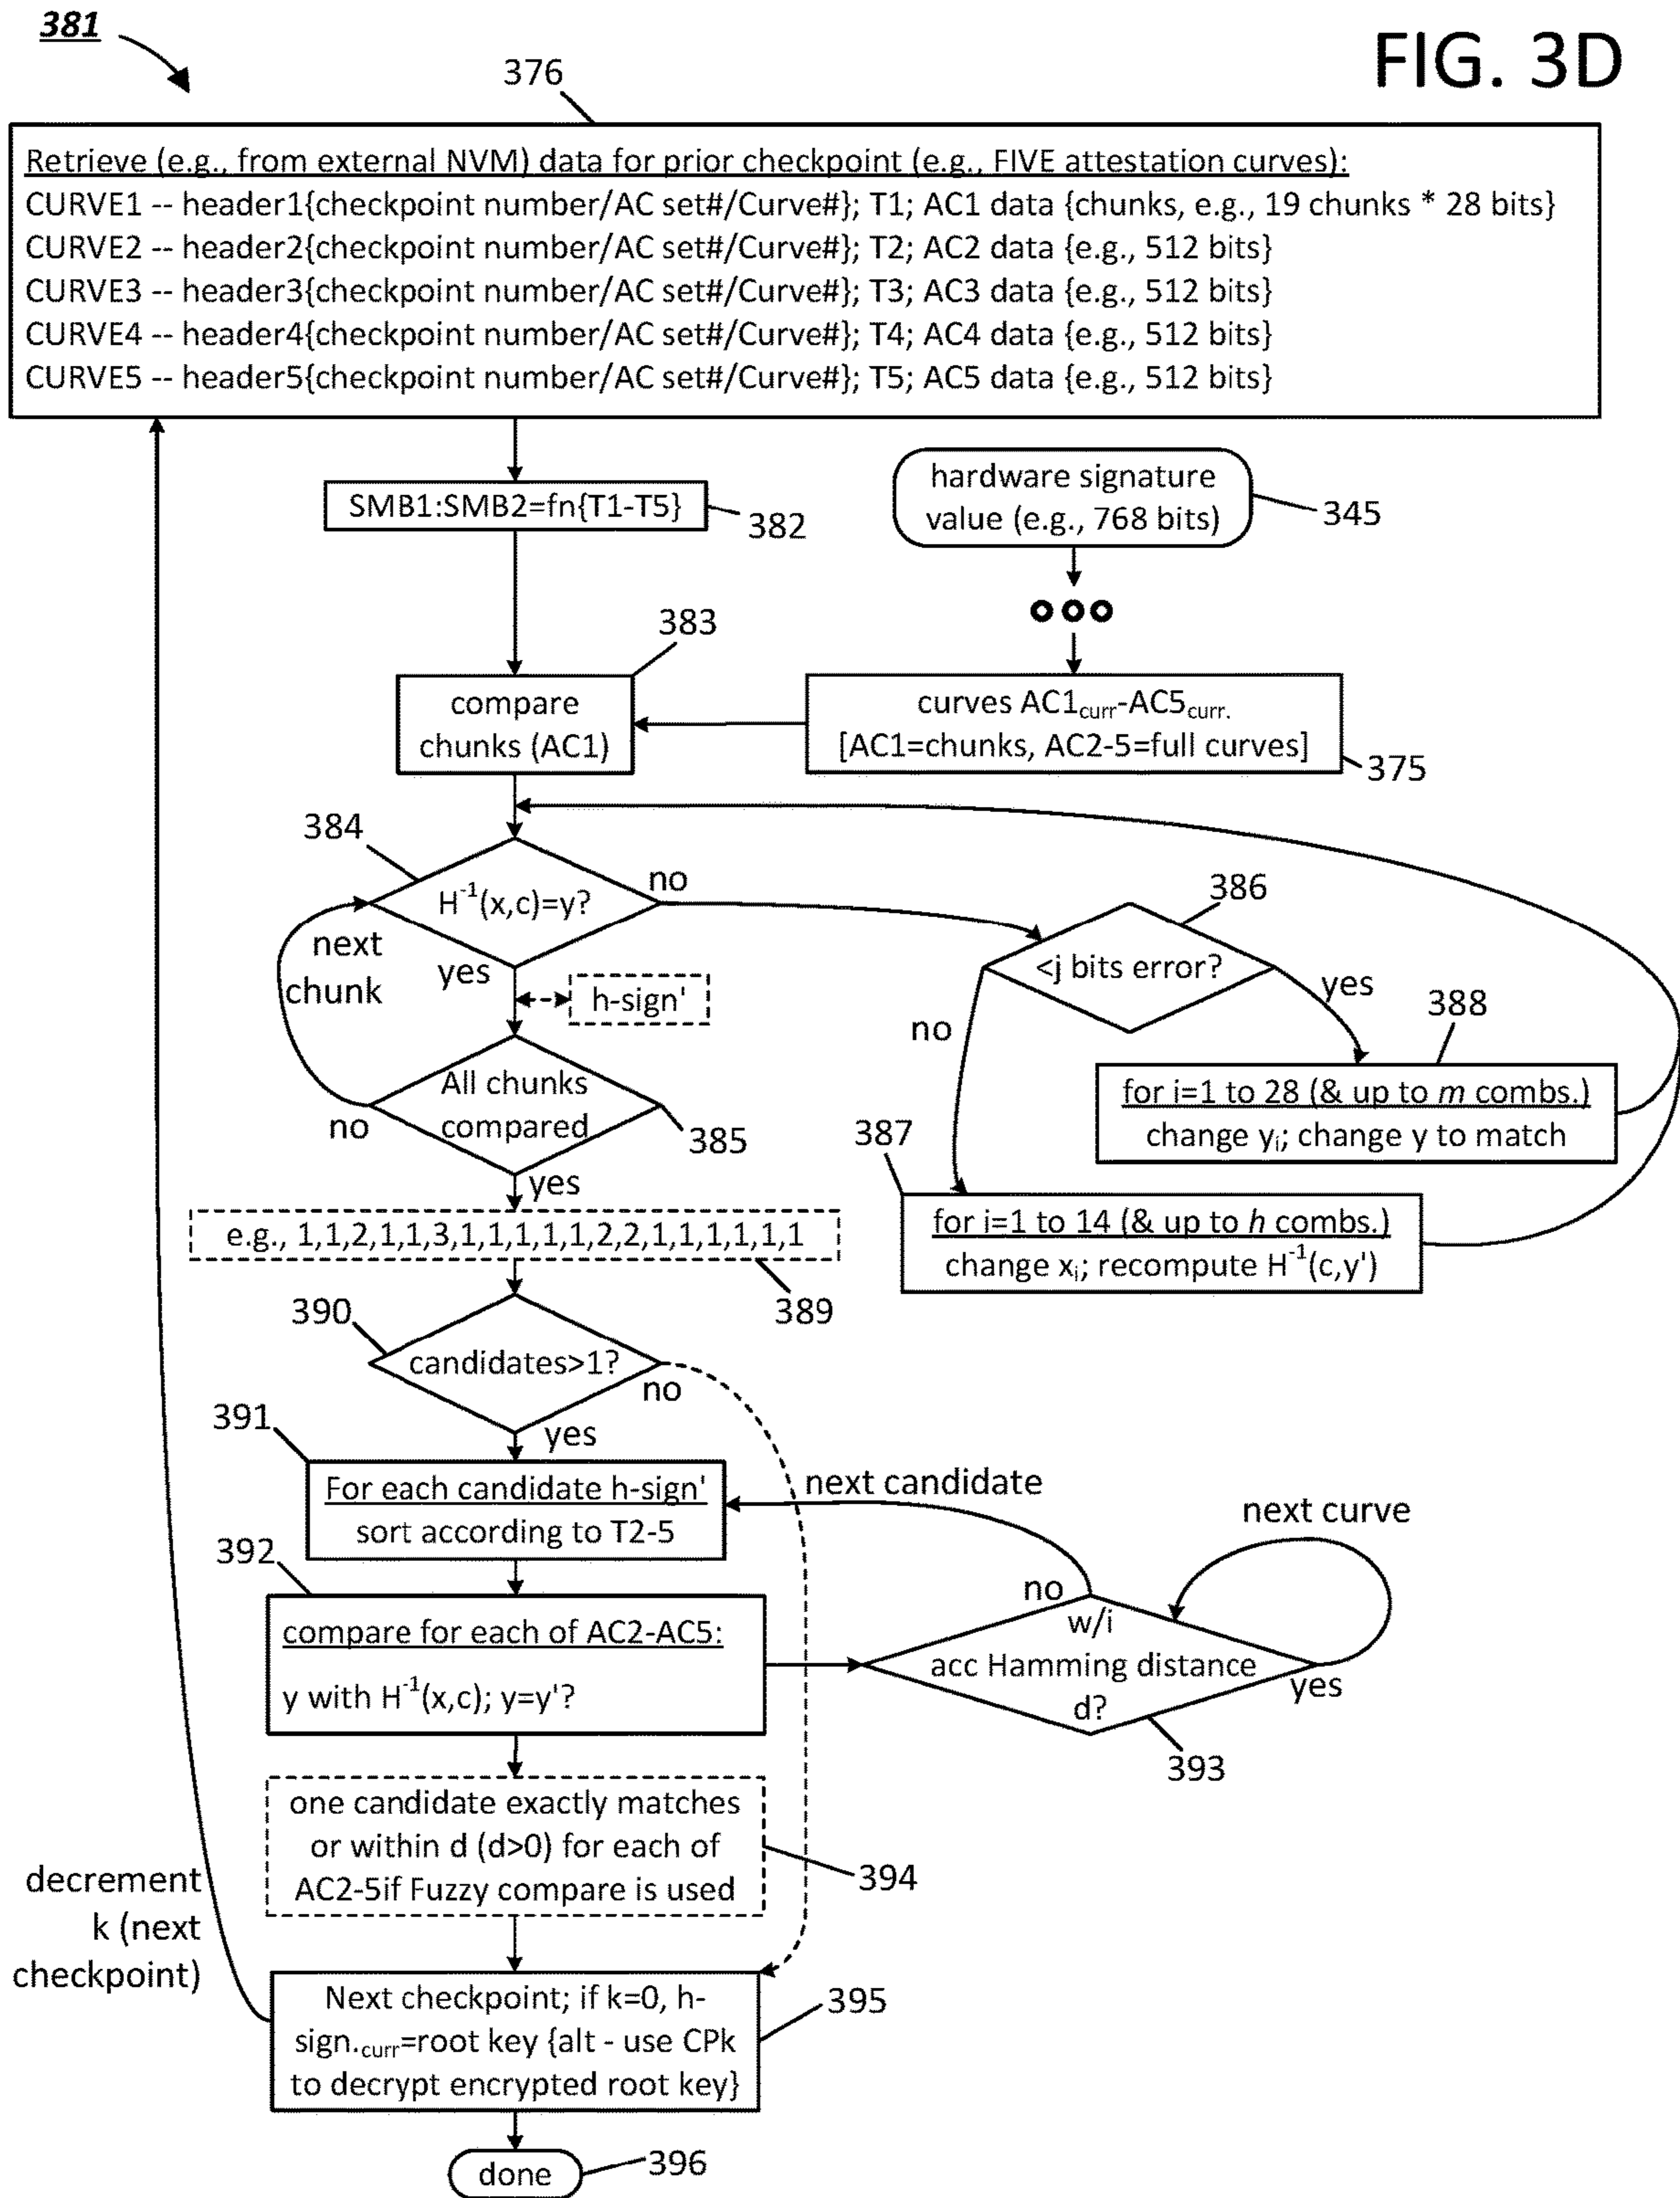 381
FIG. 3D
376
Retrieve (e.g., from external NVM) data for prior checkpoint (e.g., FIVE attestation curves):
CURVE1 -- header1{checkpoint number/AC set#/Curve#}; T1; AC1 data {chunks, e.g., 19 chunks * 28 bits}
CURVE2 -- header2{checkpoint number/AC set#/Curve#}; T2; AC2 data {e.g., 512 bits}
CURVE3 -- header3{checkpoint number/AC set#/Curve#}; T3; AC3 data {e.g., 512 bits}
CURVE4 -- header4{checkpoint number/AC set#/Curve#}; T4; AC4 data {e.g., 512 bits}
CURVE5 -- header5{checkpoint number/AC set#/Curve#}; T5; AC5 data {e.g., 512 bits}
SMB1:SMB2=fn{T1-T5}
382
hardware signature
value (e.g., 768 bits)
345
383
compare
chunks (AC1)
curves AC1curr-AC5curr.
[AC1=chunks, AC2-5=full curves]
375
384
H-1(x,c)=y?
no
yes
next
chunk
h-sign'
386
<j bits error?
yes
no
388
for i=1 to 28 (& up to m combs.)
change yi; change y to match
All chunks
compared
no
385
yes
387
for i=1 to 14 (& up to h combs.)
change xi; recompute H-1(c,y')
e.g., 1,1,2,1,1,3,1,1,1,1,1,2,2,1,1,1,1,1,1
389
390
candidates>1?
no
yes
391
For each candidate h-sign'
sort according to T2-5
next candidate
next curve
392
compare for each of AC2-AC5:
y with H-1(x,c); y=y'?
no
w/i
acc Hamming distance
d?
yes
393
one candidate exactly matches
or within d (d>0) for each of
AC2-5if Fuzzy compare is used
394
decrement
k (next
checkpoint)
Next checkpoint; if k=0, h-
sign.curr=root key {alt - use CPk
to decrypt encrypted root key}
395
done
396